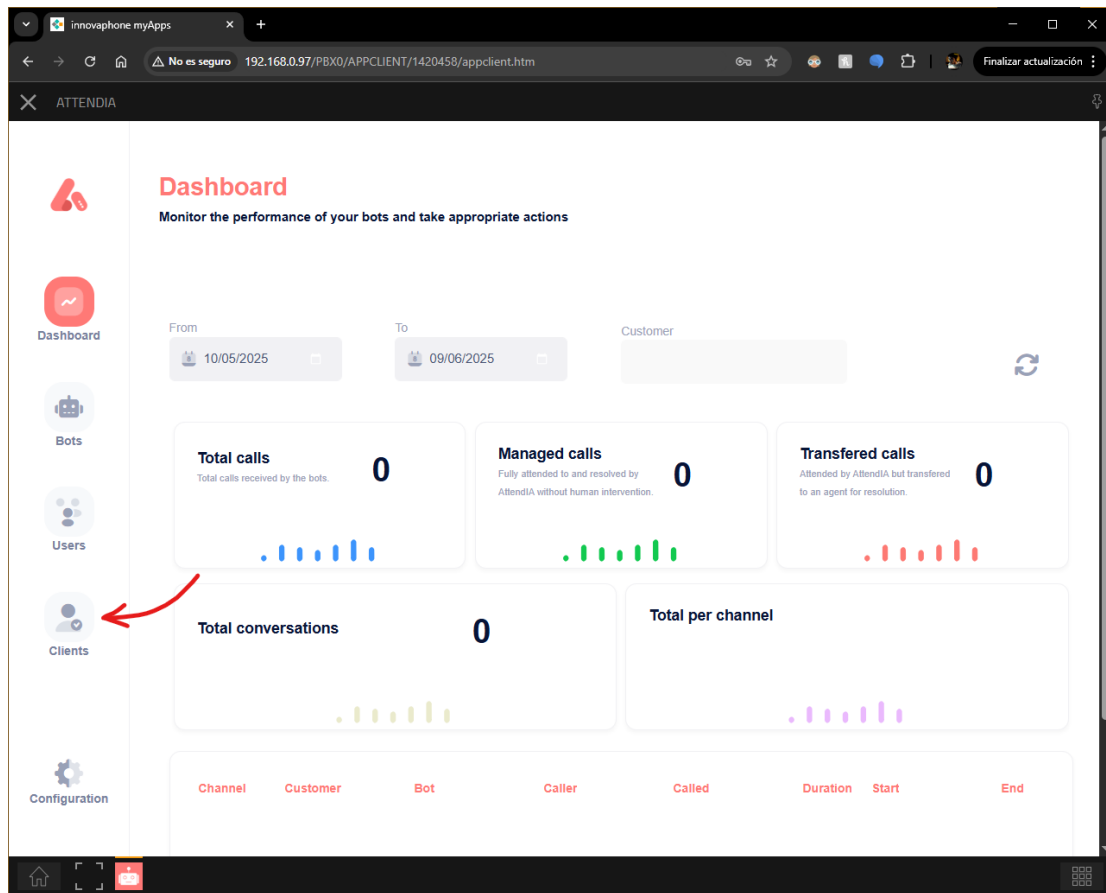 innovaphone myApps
No es seguro 192.168.0.97/PBX0/APPCLIENT/1420458/appclient.htm
Finalizar actualización
ATTENDIA
Dashboard
Monitor the performance of your bots and take appropriate actions
Dashboard
Bots
Users
Clients
Configuration
From
10/05/2025
To
09/06/2025
Customer
Total calls
Total calls received by the bots.
0
Managed calls
Fully attended to and resolved by
AttendIA without human intervention.
0
Transfered calls
Attended by AttendIA but transfered
to an agent for resolution.
0
Total conversations
0
Total per channel
Channel Customer Bot Caller Called Duration Start End